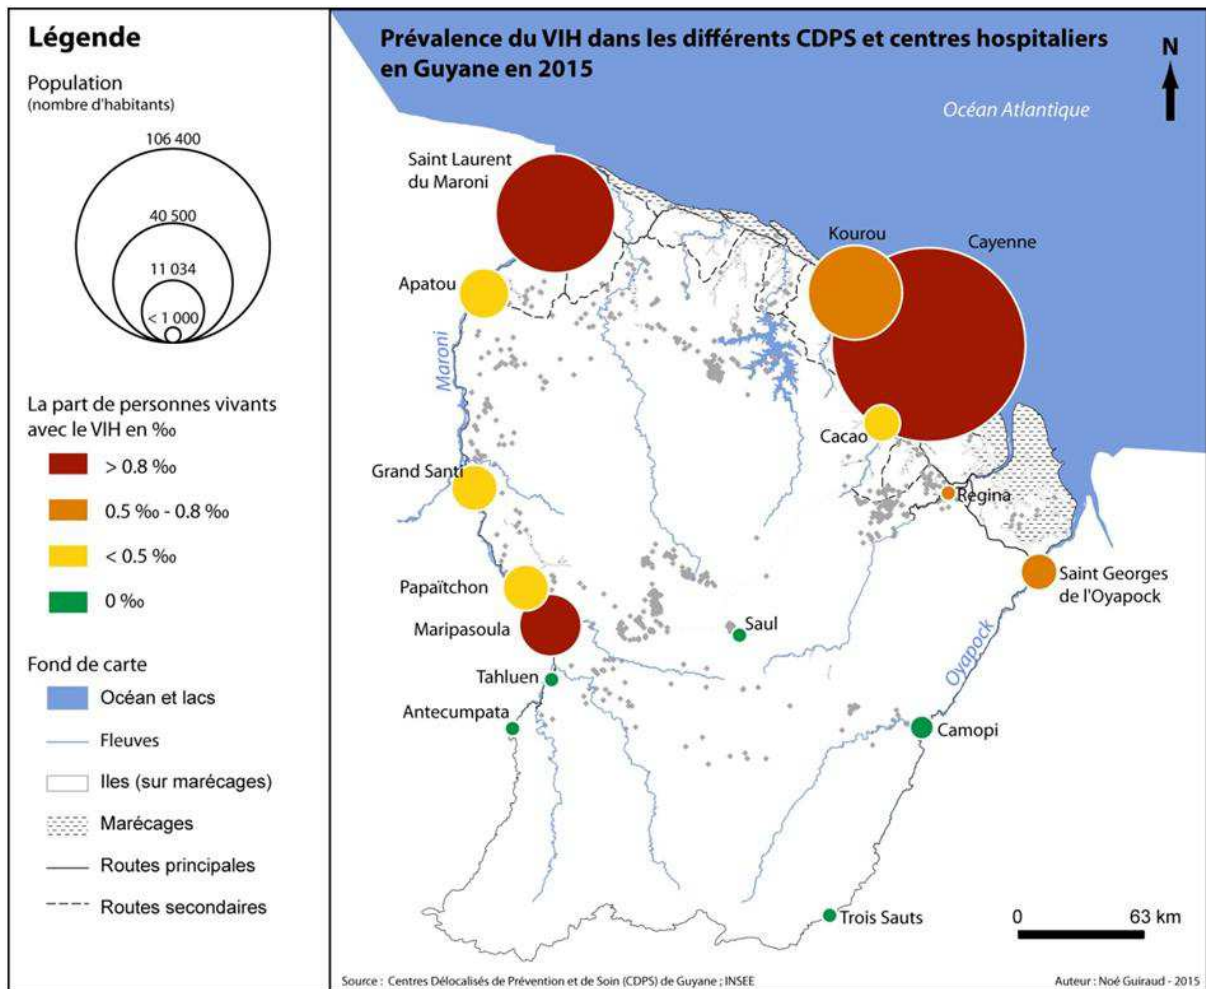 Légende
Population
(nombre d'habitants)
106 400
40 500
11 034
< 1 000
La part de personnes vivants
avec le VIH en ‰
> 0.8 ‰
0.5 ‰ - 0.8 ‰
< 0.5 ‰
0 ‰
Fond de carte
Océan et lacs
Fleuves
Iles (sur marécages)
Marécages
Routes principales
Routes secondaires
Prévalence du VIH dans les différents CDPS et centres hospitaliers
en Guyane en 2015
N
Océan Atlantique
Saint Laurent
du Maroni
Kourou
Cayenne
Apatou
Maroni
Cacao
Grand Santi
Regina
Papaïtchon
Saint Georges
de l'Oyapock
Maripasoula
Saul
Oyapock
Tahluen
Antecumpata
Camopi
Trois Sauts
0 63 km
Source : Centres Délocalisés de Prévention et de Soin (CDPS) de Guyane ; INSEE
Auteur : Noé Guiraud - 2015